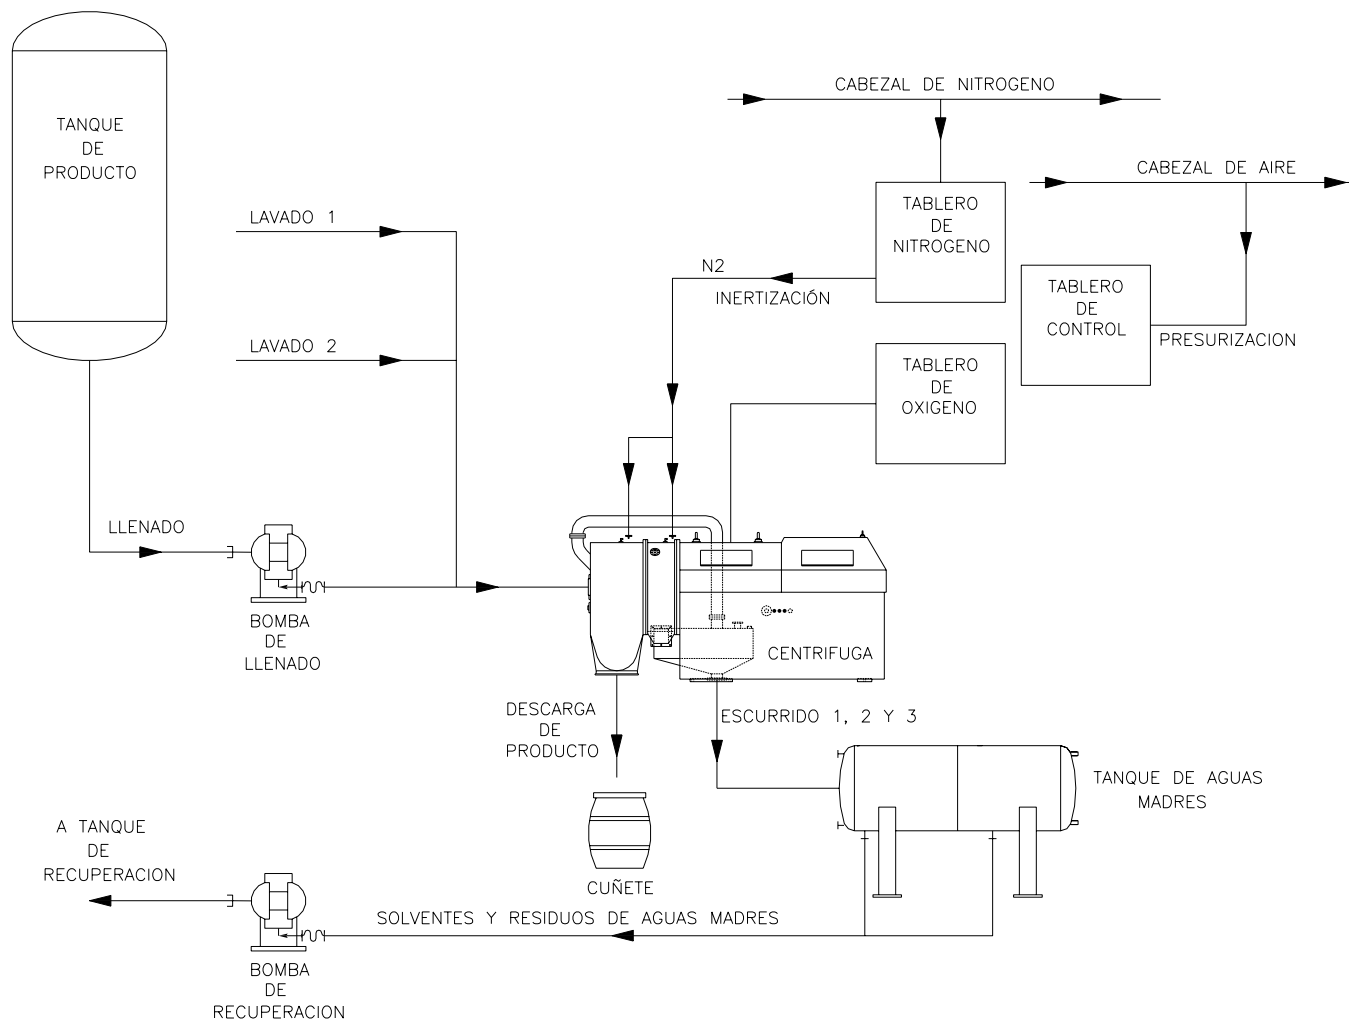 CABEZAL DE NITROGENO
TANQUE
DE
PRODUCTO
CABEZAL DE AIRE
LAVADO 1
TABLERO
DE
NITROGENO
N2
INERTIZACIÓN
TABLERO
DE
CONTROL
PRESURIZACION
LAVADO 2
TABLERO
DE
OXIGENO
LLENADO
BOMBA
DE
LLENADO
CENTRIFUGA
DESCARGA
DE
PRODUCTO
ESCURRIDO 1, 2 Y 3
TANQUE DE AGUAS
MADRES
A TANQUE
DE
RECUPERACION
CUÑETE
SOLVENTES Y RESIDUOS DE AGUAS MADRES
BOMBA
DE
RECUPERACION